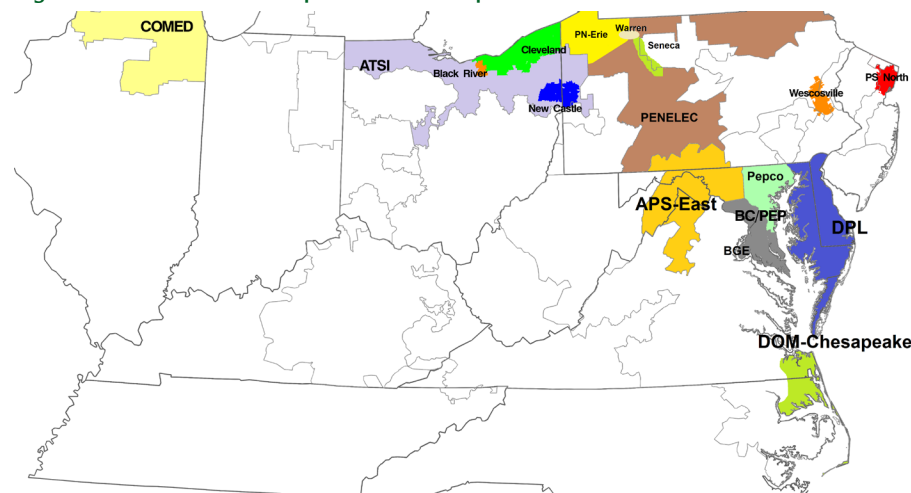 COMED
ATSI
Black River
Cleveland
New Castle
PN-Erie
Warren
Seneca
PENELEC
Wescosville
PS North
APS-East
Pepco
BC/PEP
BGE
DPL
DOM-Chesapeake